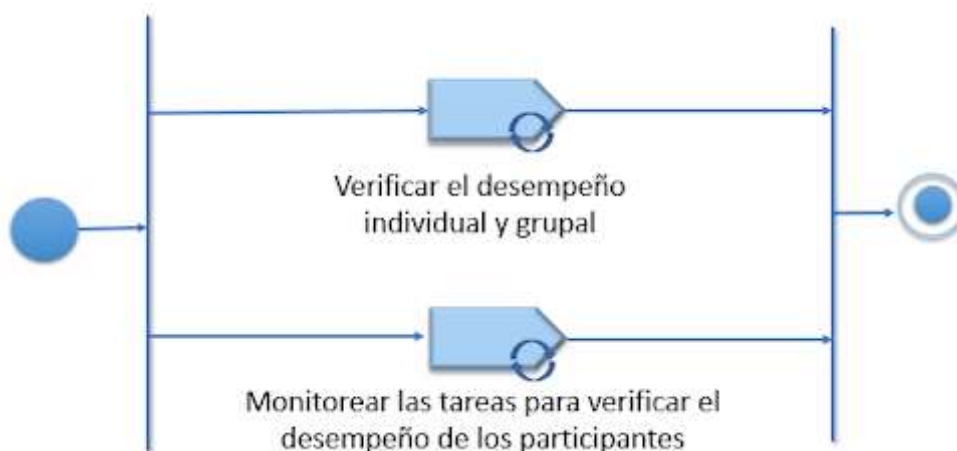 Verificar el desempeño
individual y grupal
Monitorear las tareas para verificar el
desempeño de los participantes